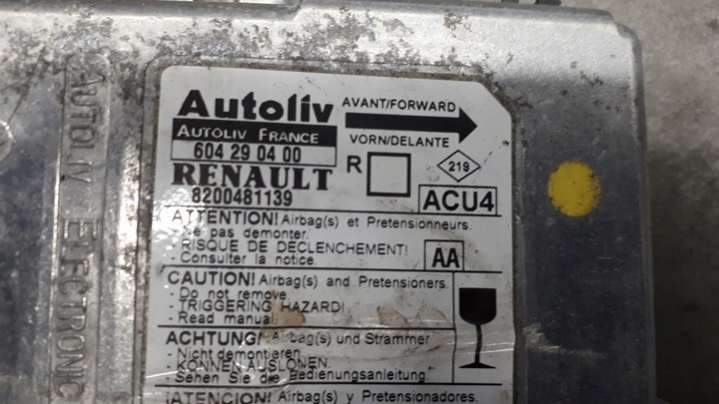 Autoliv
AUTOLIV FRANCE
604 29 04 00
RENAULT
8200481139
AVANT/FORWARD
VORN/DELANTE
R
219
ACU4
ATTENTION! Airbag(s) et Pretensionneurs.
- Ne pas demonter.
- RISQUE DE DECLENCHEMENT!
- Consulter la notice.
AA
CAUTION! Airbag(s) and Pretensioners.
- Do not remove.
- TRIGGERING HAZARD!
- Read manual.
ACHTUNG! Airbag(s) und Strammer
- Nicht demontieren.
- KONNEN AUSLOSEN.
- Sehen Sie die Bedienungsanleitung.
¡ATENCION! Airbag(s) y Pretensionadores.
AUTOLIV ELECTRONIC